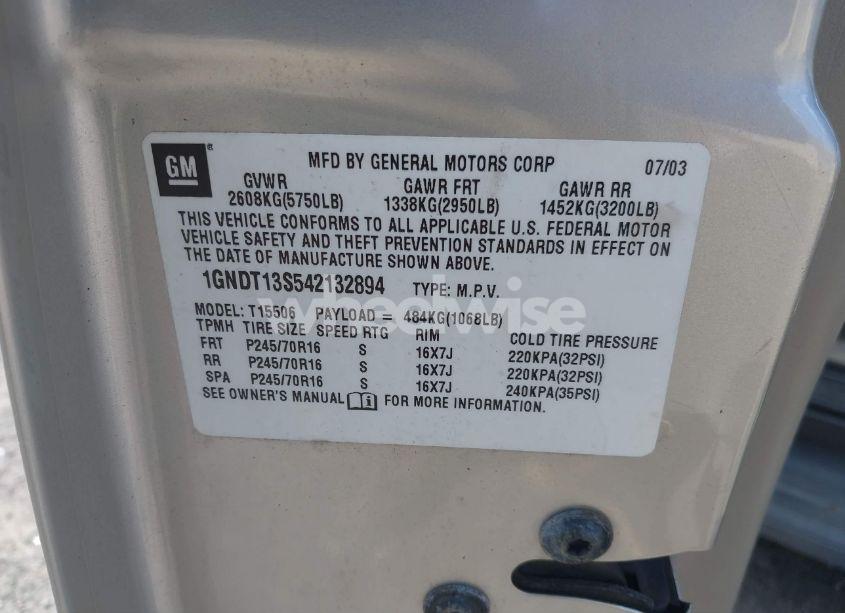 GM ®
MFD BY GENERAL MOTORS CORP 07/03
GVWR GAWR FRT GAWR RR
2608KG(5750LB) 1338KG(2950LB) 1452KG(3200LB)
THIS VEHICLE CONFORMS TO ALL APPLICABLE U.S. FEDERAL MOTOR
VEHICLE SAFETY AND THEFT PREVENTION STANDARDS IN EFFECT ON
THE DATE OF MANUFACTURE SHOWN ABOVE.
1GNDT13S542132894 TYPE: M.P.V.
wheelwise
MODEL: T15506 PAYLOAD = 484KG(1068LB)
TPMH TIRE SIZE SPEED RTG RIM COLD TIRE PRESSURE
FRT P245/70R16 S 16X7J 220KPA(32PSI)
RR P245/70R16 S 16X7J 220KPA(32PSI)
SPA P245/70R16 S 16X7J 240KPA(35PSI)
SEE OWNER'S MANUAL i FOR MORE INFORMATION.